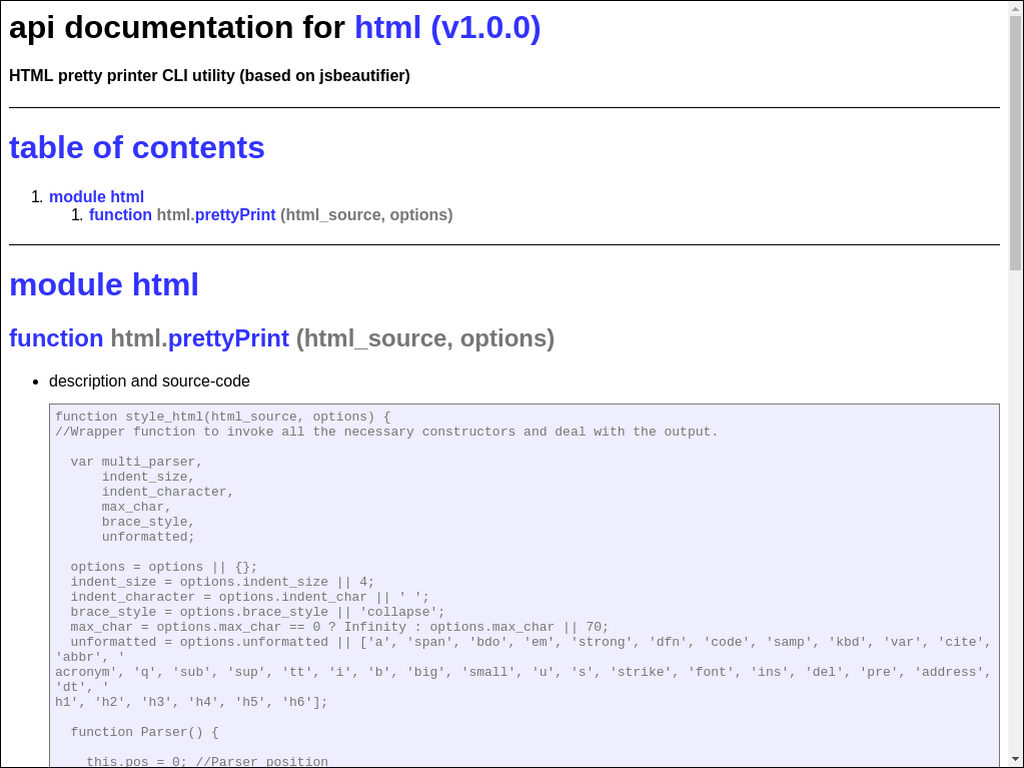 api documentation for html (v1.0.0)
HTML pretty printer CLI utility (based on jsbeautifier)
table of contents
1. module html
1. function html.prettyPrint (html_source, options)
module html
function html.prettyPrint (html_source, options)
• description and source-code
function style_html(html_source, options) {
//Wrapper function to invoke all the necessary constructors and deal with the output.
  var multi_parser,
      indent_size,
      indent_character,
      max_char,
      brace_style,
      unformatted;
  options = options || {};
  indent_size = options.indent_size || 4;
  indent_character = options.indent_char || ' ';
  brace_style = options.brace_style || 'collapse';
  max_char = options.max_char == 0 ? Infinity : options.max_char || 70;
  unformatted = options.unformatted || ['a', 'span', 'bdo', 'em', 'strong', 'dfn', 'code', 'samp', 'kbd', 'var', 'cite',
'abbr', '
acronym', 'q', 'sub', 'sup', 'tt', 'i', 'b', 'big', 'small', 'u', 's', 'strike', 'font', 'ins', 'del', 'pre', 'address',
'dt', '
h1', 'h2', 'h3', 'h4', 'h5', 'h6'];
  function Parser() {
    this.pos = 0; //Parser position